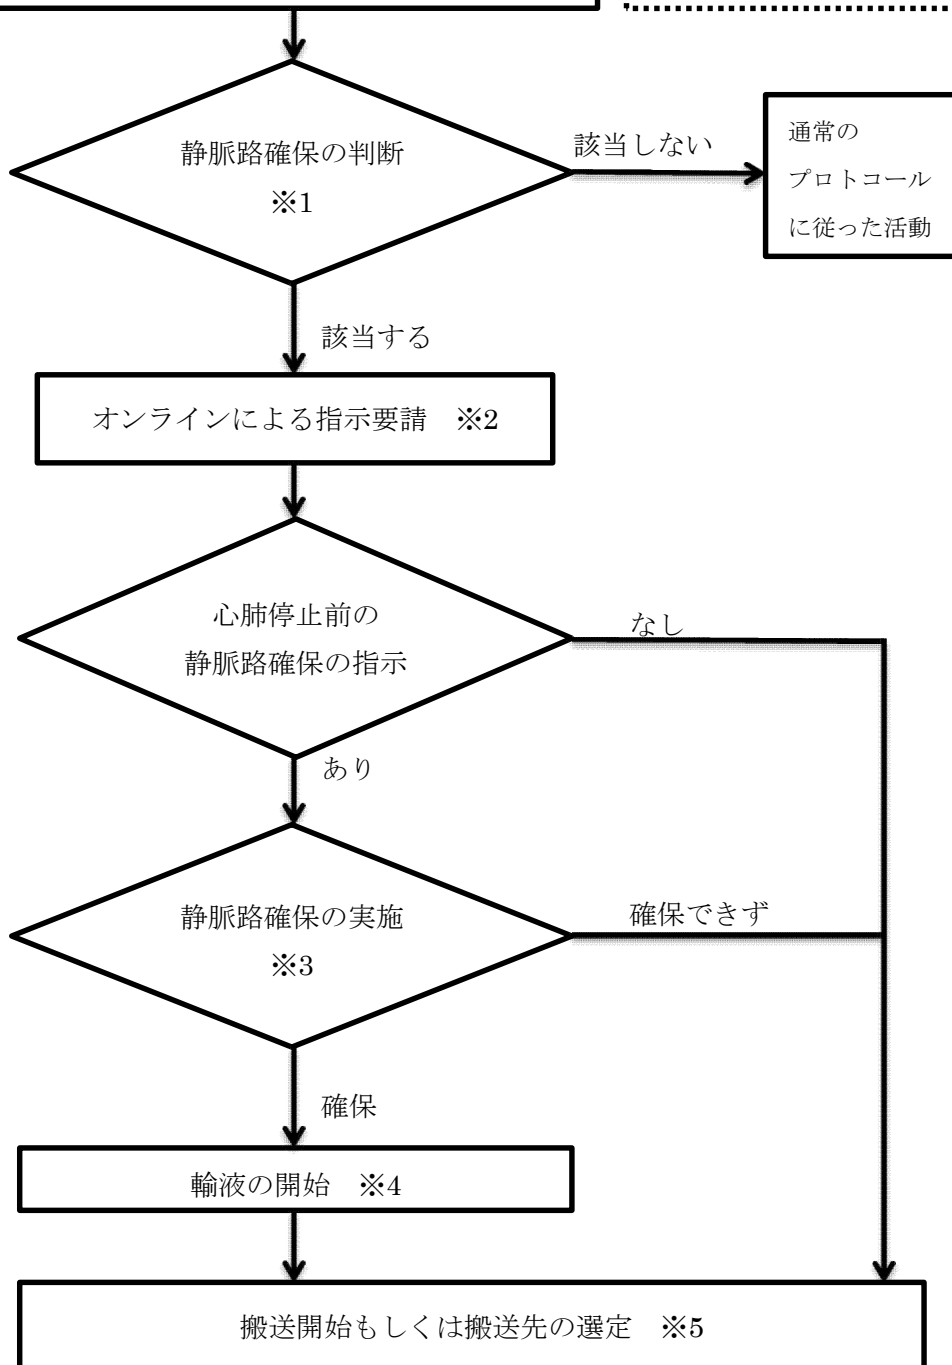 静脈路確保の判断
※1
該当しない
通常の
プロトコール
に従った活動
該当する
オンラインによる指示要請　※2
心肺停止前の
静脈路確保の指示
なし
あり
静脈路確保の実施
※3
確保できず
確保
輸液の開始　※4
搬送開始もしくは搬送先の選定　※5